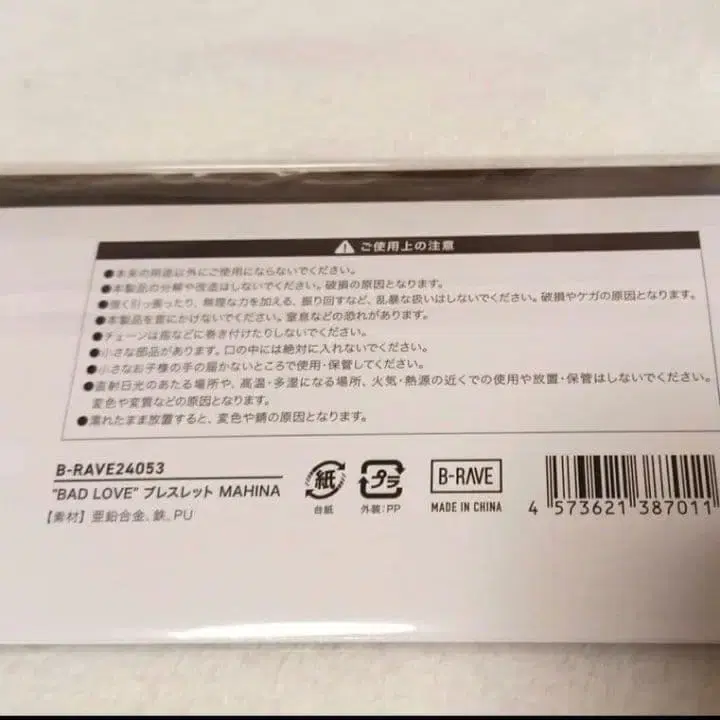 ⚠ ご使用上の注意
●本来の用途以外にご使用にならないでください。
●本製品の分解や改造はしないでください。破損の原因となります。
●強く引っ張ったり、無理な力を加える、振り回すなど、乱暴な扱いはしないでください。破損やケガの原因となります。
●本製品を首にかけないでください。窒息などの恐れがあります。
●チェーンは指などに巻き付けたりしないでください。
●小さな部品があります。口の中には絶対に入れないでください。
●小さなお子様の手の届かないところで使用・保管してください。
●直射日光のあたる場所や、高温・多湿になる場所、火気・熱源の近くでの使用や放置・保管はしないでください。
変色や変質などの原因となります。
●濡れたまま放置すると、変色や錆の原因となります。
B-RAVE24053
"BAD LOVE" ブレスレット MAHINA
【素材】亜鉛合金、鉄、PU
紙
台紙
プラ
外装:PP
B-RAVE
MADE IN CHINA
4 573621 387011